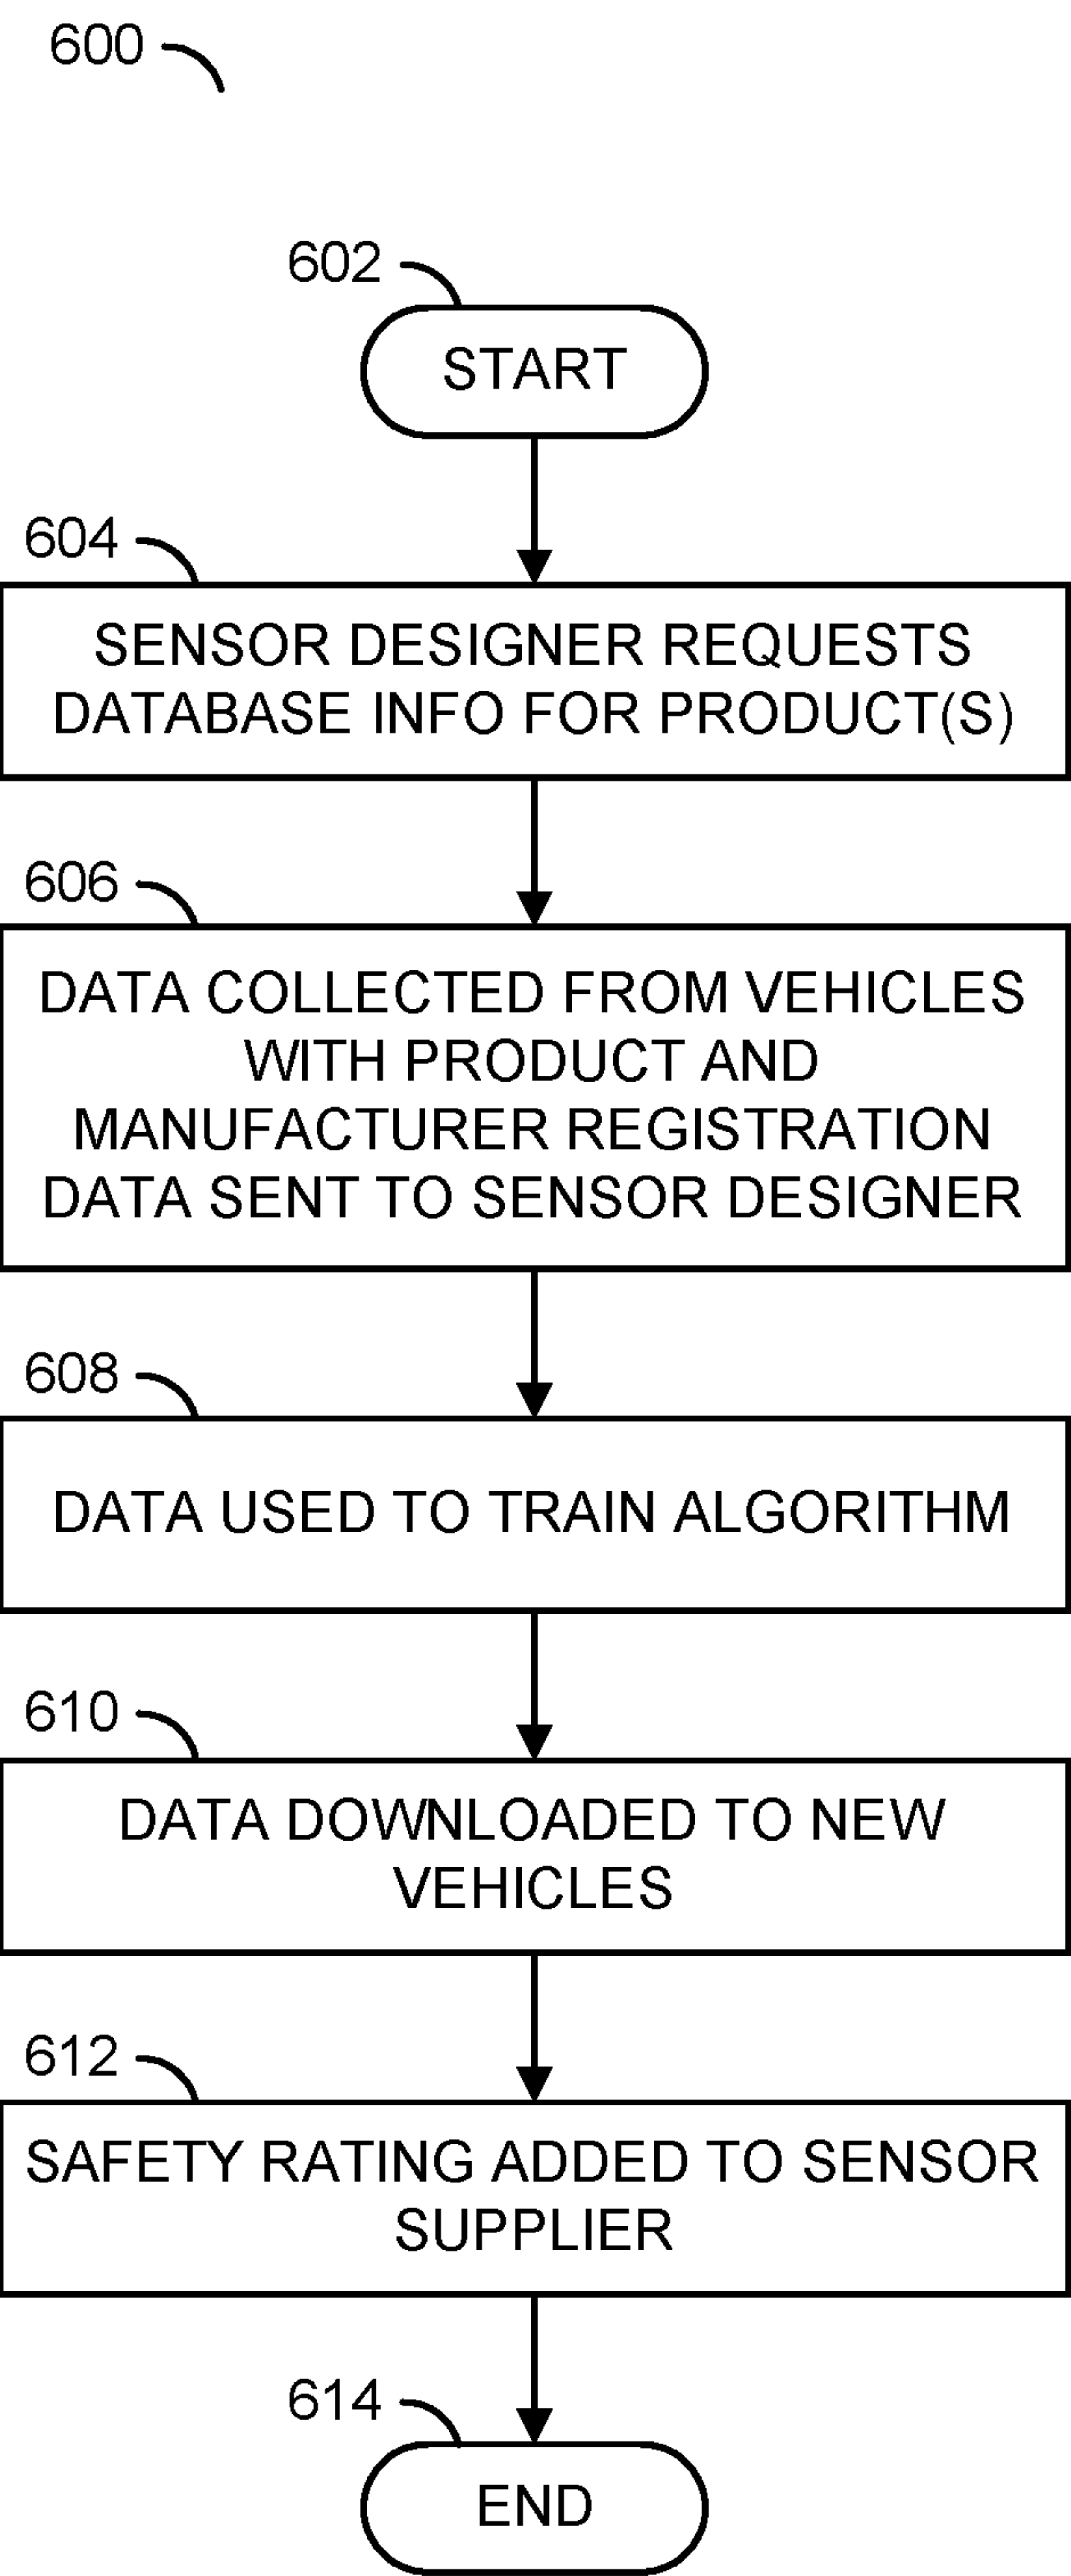 600
602
START
604
SENSOR DESIGNER REQUESTS
DATABASE INFO FOR PRODUCT(S)
606
DATA COLLECTED FROM VEHICLES
WITH PRODUCT AND
MANUFACTURER REGISTRATION
DATA SENT TO SENSOR DESIGNER
608
DATA USED TO TRAIN ALGORITHM
610
DATA DOWNLOADED TO NEW
VEHICLES
612
SAFETY RATING ADDED TO SENSOR
SUPPLIER
614
END